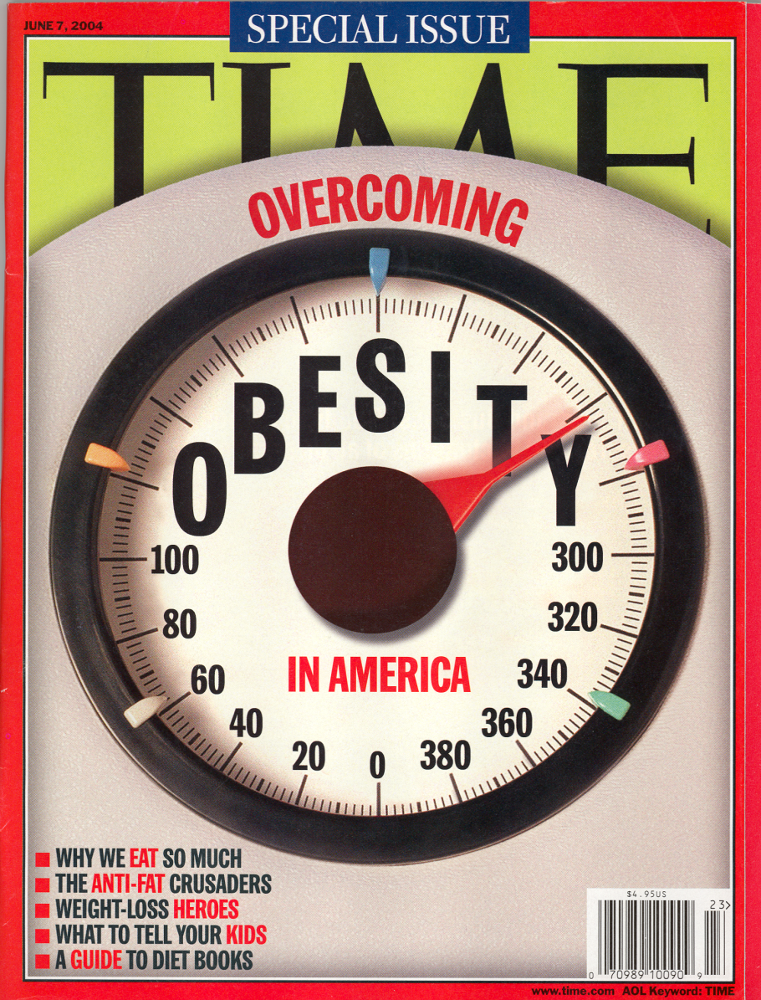 JUNE 7, 2004
SPECIAL ISSUE
TIME
OVERCOMING
OBESITY
100
300
80
320
60
340
40
360
20
380
0
IN AMERICA
WHY WE EAT SO MUCH
THE ANTI-FAT CRUSADERS
WEIGHT-LOSS HEROES
WHAT TO TELL YOUR KIDS
A GUIDE TO DIET BOOKS
$4.95US
23>
0 70989 10090 9
www.time.com AOL Keyword: TIME